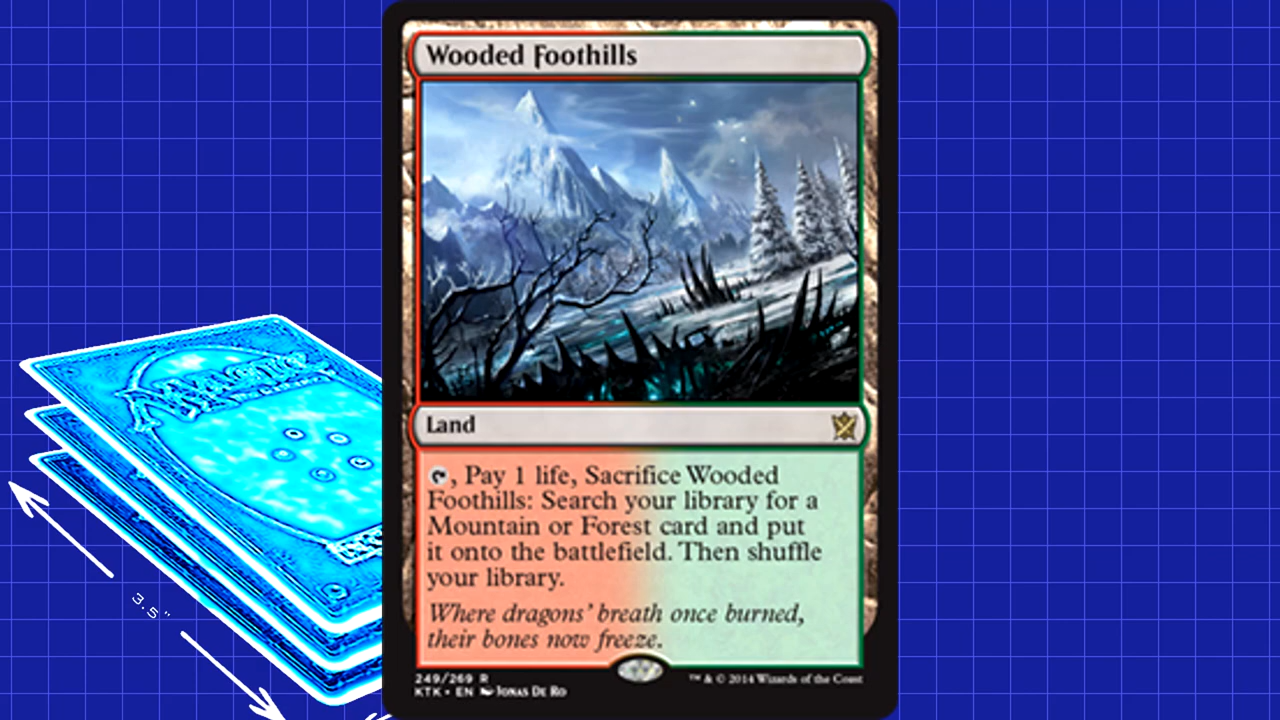 Wooded Foothills
Land
, Pay 1 life, Sacrifice Wooded
Foothills: Search your library for a
Mountain or Forest card and put
it onto the battlefield. Then shuffle
your library.
Where dragons’ breath once burned,
their bones now freeze.
249/269 R
KTK • EN Jonas De Ro
™ & © 2014 Wizards of the Coast
3.5"